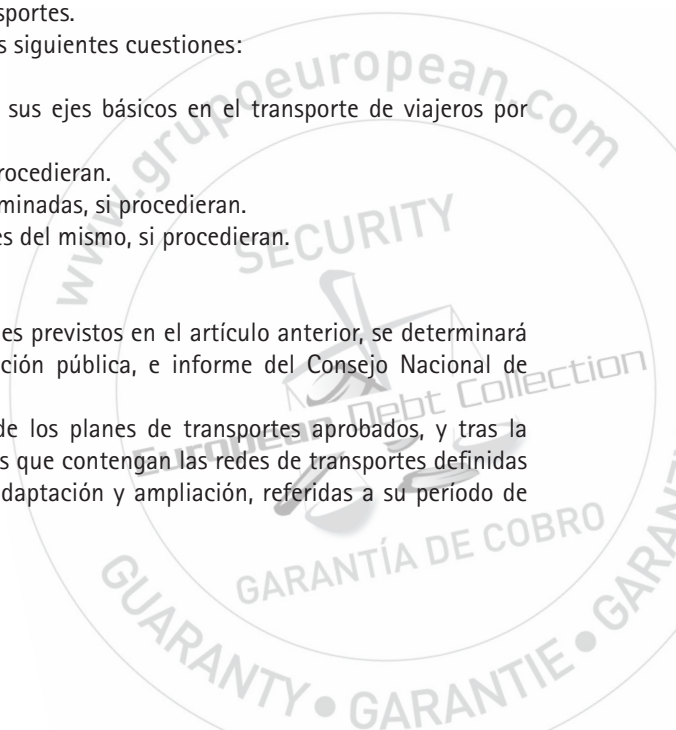 sportes.
s siguientes cuestiones:
sus ejes básicos en el transporte de viajeros por
rocedieran.
minadas, si procedieran.
es del mismo, si procedieran.
es previstos en el artículo anterior, se determinará
ción pública, e informe del Consejo Nacional de
de los planes de transportes aprobados, y tras la
s que contengan las redes de transportes definidas
daptación y ampliación, referidas a su período de
www.grupoeuropean.com
SECURITY
European Debt Collection
GARANTÍA DE COBRO
GUARANTY • GARANTIE • GARANT